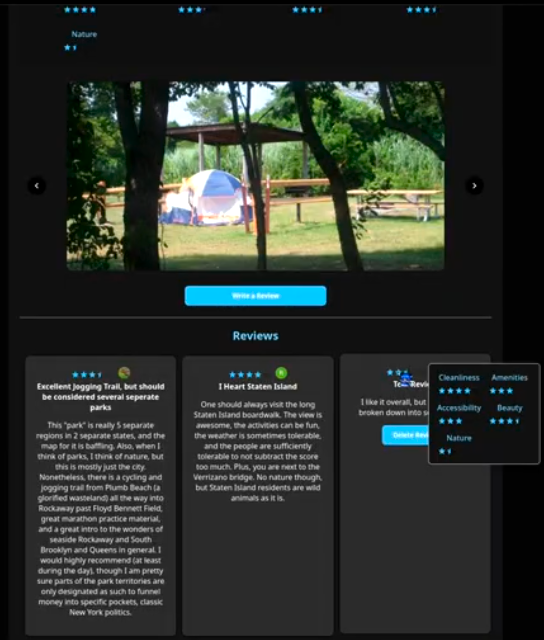 Nature
Write a Review
Reviews
Excellent Jogging Trail, but should
be considered several seperate
parks
This "park" is really 5 separate
regions in 2 separate states, and the
map for it is baffling. Also, when I
think of parks, I think of nature, but
this is mostly just the city.
Nonetheless, there is a cycling and
jogging trail from Plumb Beach (a
glorified wasteland) all the way into
Rockaway past Floyd Bennett Field,
great marathon practice material,
and a great intro to the wonders of
seaside Rockaway and South
Brooklyn and Queens in general. I
would highly recommend (at least
during the day), though I am pretty
sure parts of the park territories are
only designated as such to funnel
money into specific pockets, classic
New York politics.
I Heart Staten Island
One should always visit the long
Staten Island boardwalk. The view is
awesome, the activities can be fun,
the weather is sometimes tolerable,
and the people are sufficiently
tolerable to not subtract the score
too much. Plus, you are next to the
Verrizano bridge. No nature though,
but Staten Island residents are wild
animals as it is.
I like it overall, but
broken down into
Delete
Cleanliness Amenities
Accessibility Beauty
Nature